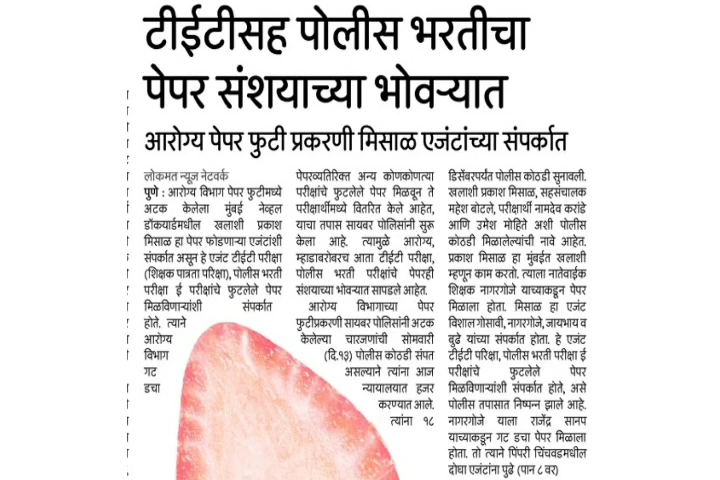 टीईटीसह पोलीस भरतीचा
पेपर संशयाच्या भोवऱ्यात
आरोग्य पेपर फुटी प्रकरणी मिसाळ एजंटांच्या संपर्कात
लोकमत न्यूज नेटवर्क
पुणे : आरोग्य विभाग पेपर फुटीमध्ये
अटक केलेला मुंबई नेव्हल
डॉकयार्डमधील खलाशी प्रकाश
मिसाळ हा पेपर फोडणाऱ्या एजंटांशी
संपर्कात असून हे एजंट टीईटी परीक्षा
(शिक्षक पात्रता परिक्षा), पोलीस भरती
परीक्षा ई परीक्षांचे फुटलेले पेपर
मिळविणाऱ्यांशी संपर्कात
होते. त्याने
आरोग्य
विभाग
गट
डचा
पेपरव्यतिरिक्त अन्य कोणकोणत्या
परीक्षांचे फुटलेले पेपर मिळवून ते
परीक्षार्थीमध्ये वितरित केले आहेत,
याचा तपास सायबर पोलिसांनी सुरू
केला आहे. त्यामुळे आरोग्य,
म्हाडाबरोबरच आता टीईटी परीक्षा,
पोलीस भरती परीक्षांचे पेपरही
संशयाच्या भोवऱ्यात सापडले आहेत.
आरोग्य विभागाच्या पेपर
फुटीप्रकरणी सायबर पोलिसांनी अटक
केलेल्या चारजणांची सोमवारी
(दि.१३) पोलीस कोठडी संपत
असल्याने त्यांना आज
न्यायालयात हजर
करण्यात आले.
त्यांना १८
डिसेंबरपर्यंत पोलीस कोठडी सुनावली.
खलाशी प्रकाश मिसाळ, सहसंचालक
महेश बोटले, परीक्षार्थी नामदेव करांडे
आणि उमेश मोहिते अशी पोलीस
कोठडी मिळालेल्यांची नावे आहेत.
प्रकाश मिसाळ हा मुंबईत खलाशी
म्हणून काम करतो. त्याला नातेवाईक
शिक्षक नागरगोजे याच्याकडून पेपर
मिळाला होता. मिसाळ हा एजंट
विशाल गोसावी, नागरगोजे, जायभाय व
बुढे यांच्या संपर्कात होता. हे एजंट
टीईटी परिक्षा, पोलीस भरती परीक्षा ई
परीक्षांचे फुटलेले पेपर
मिळविणाऱ्यांशी संपर्कात होते, असे
पोलीस तपासात निष्पन्न झाले आहे.
नागरगोजे याला राजेंद्र सानप
याच्याकडून गट डचा पेपर मिळाला
होता. तो त्याने पिंपरी चिंचवडमधील
दोघा एजंटांना पुढे (पान ८ वर)